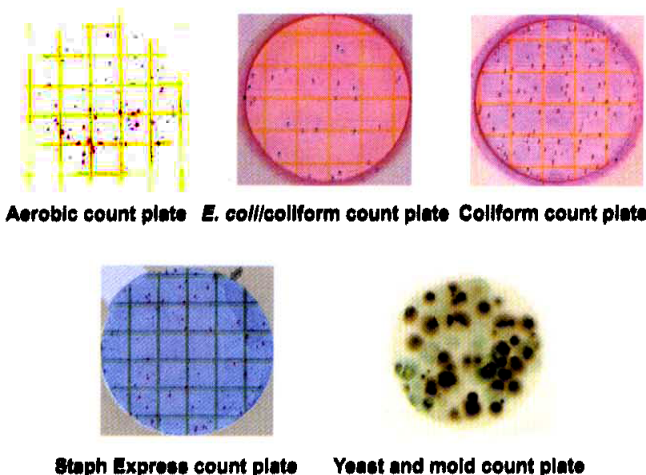 Aerobic count plate E. coli/coliform count plate Coliform count plate
Staph Express count plate Yeast and mold count plate